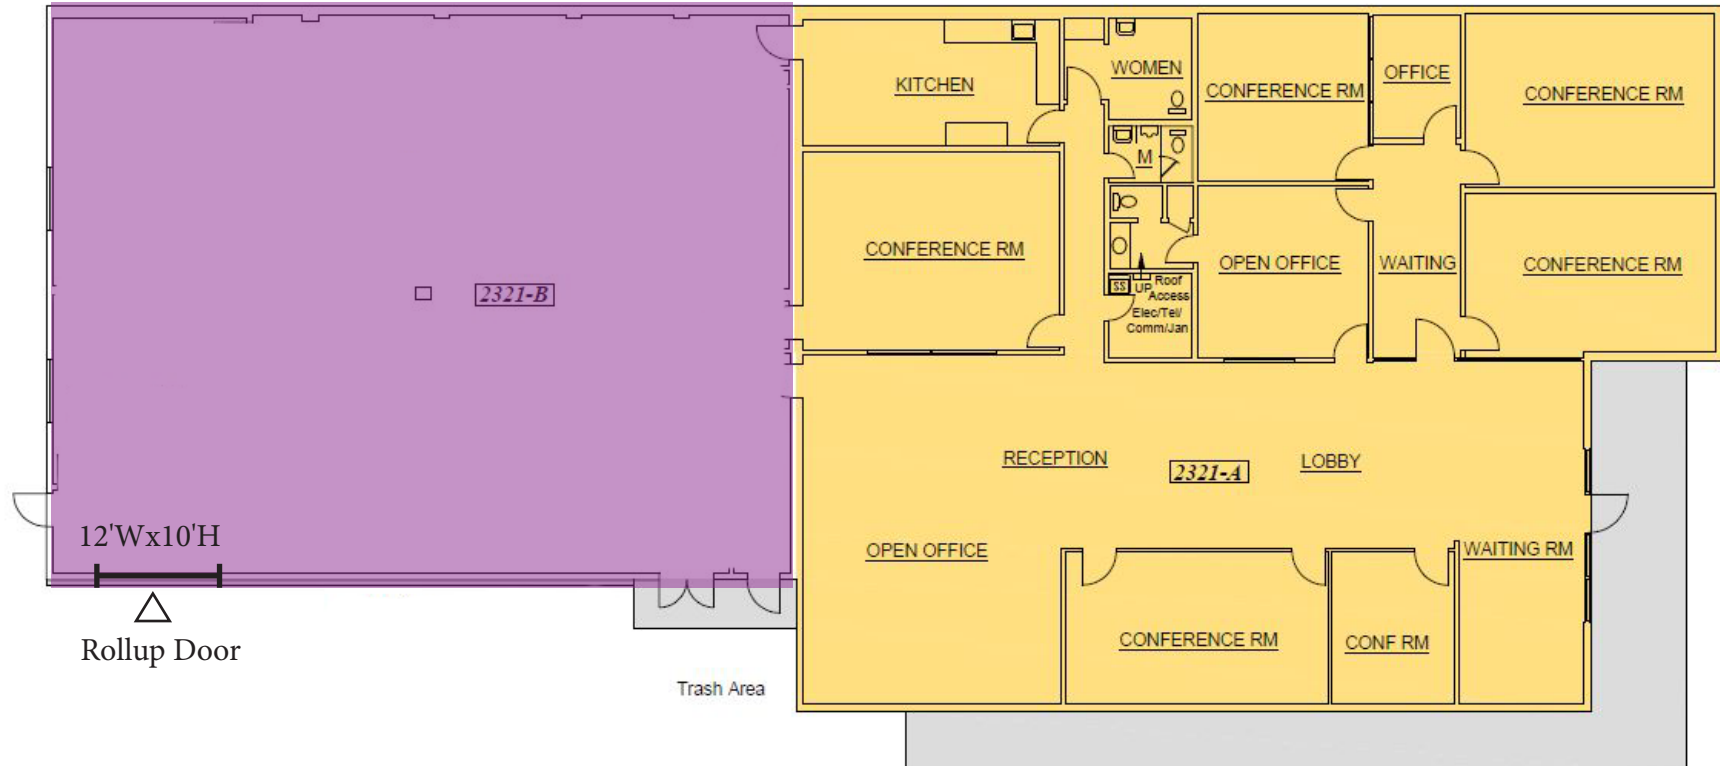 KITCHEN
WOMEN
CONFERENCE RM
OFFICE
CONFERENCE RM
M
CONFERENCE RM
OPEN OFFICE
WAITING
CONFERENCE RM
SS
UP
Roof
Access
Elec/Tel/
Comm/Jan
2321-B
RECEPTION
2321-A
LOBBY
12'Wx10'H
OPEN OFFICE
WAITING RM
Rollup Door
CONFERENCE RM
CONF RM
Trash Area